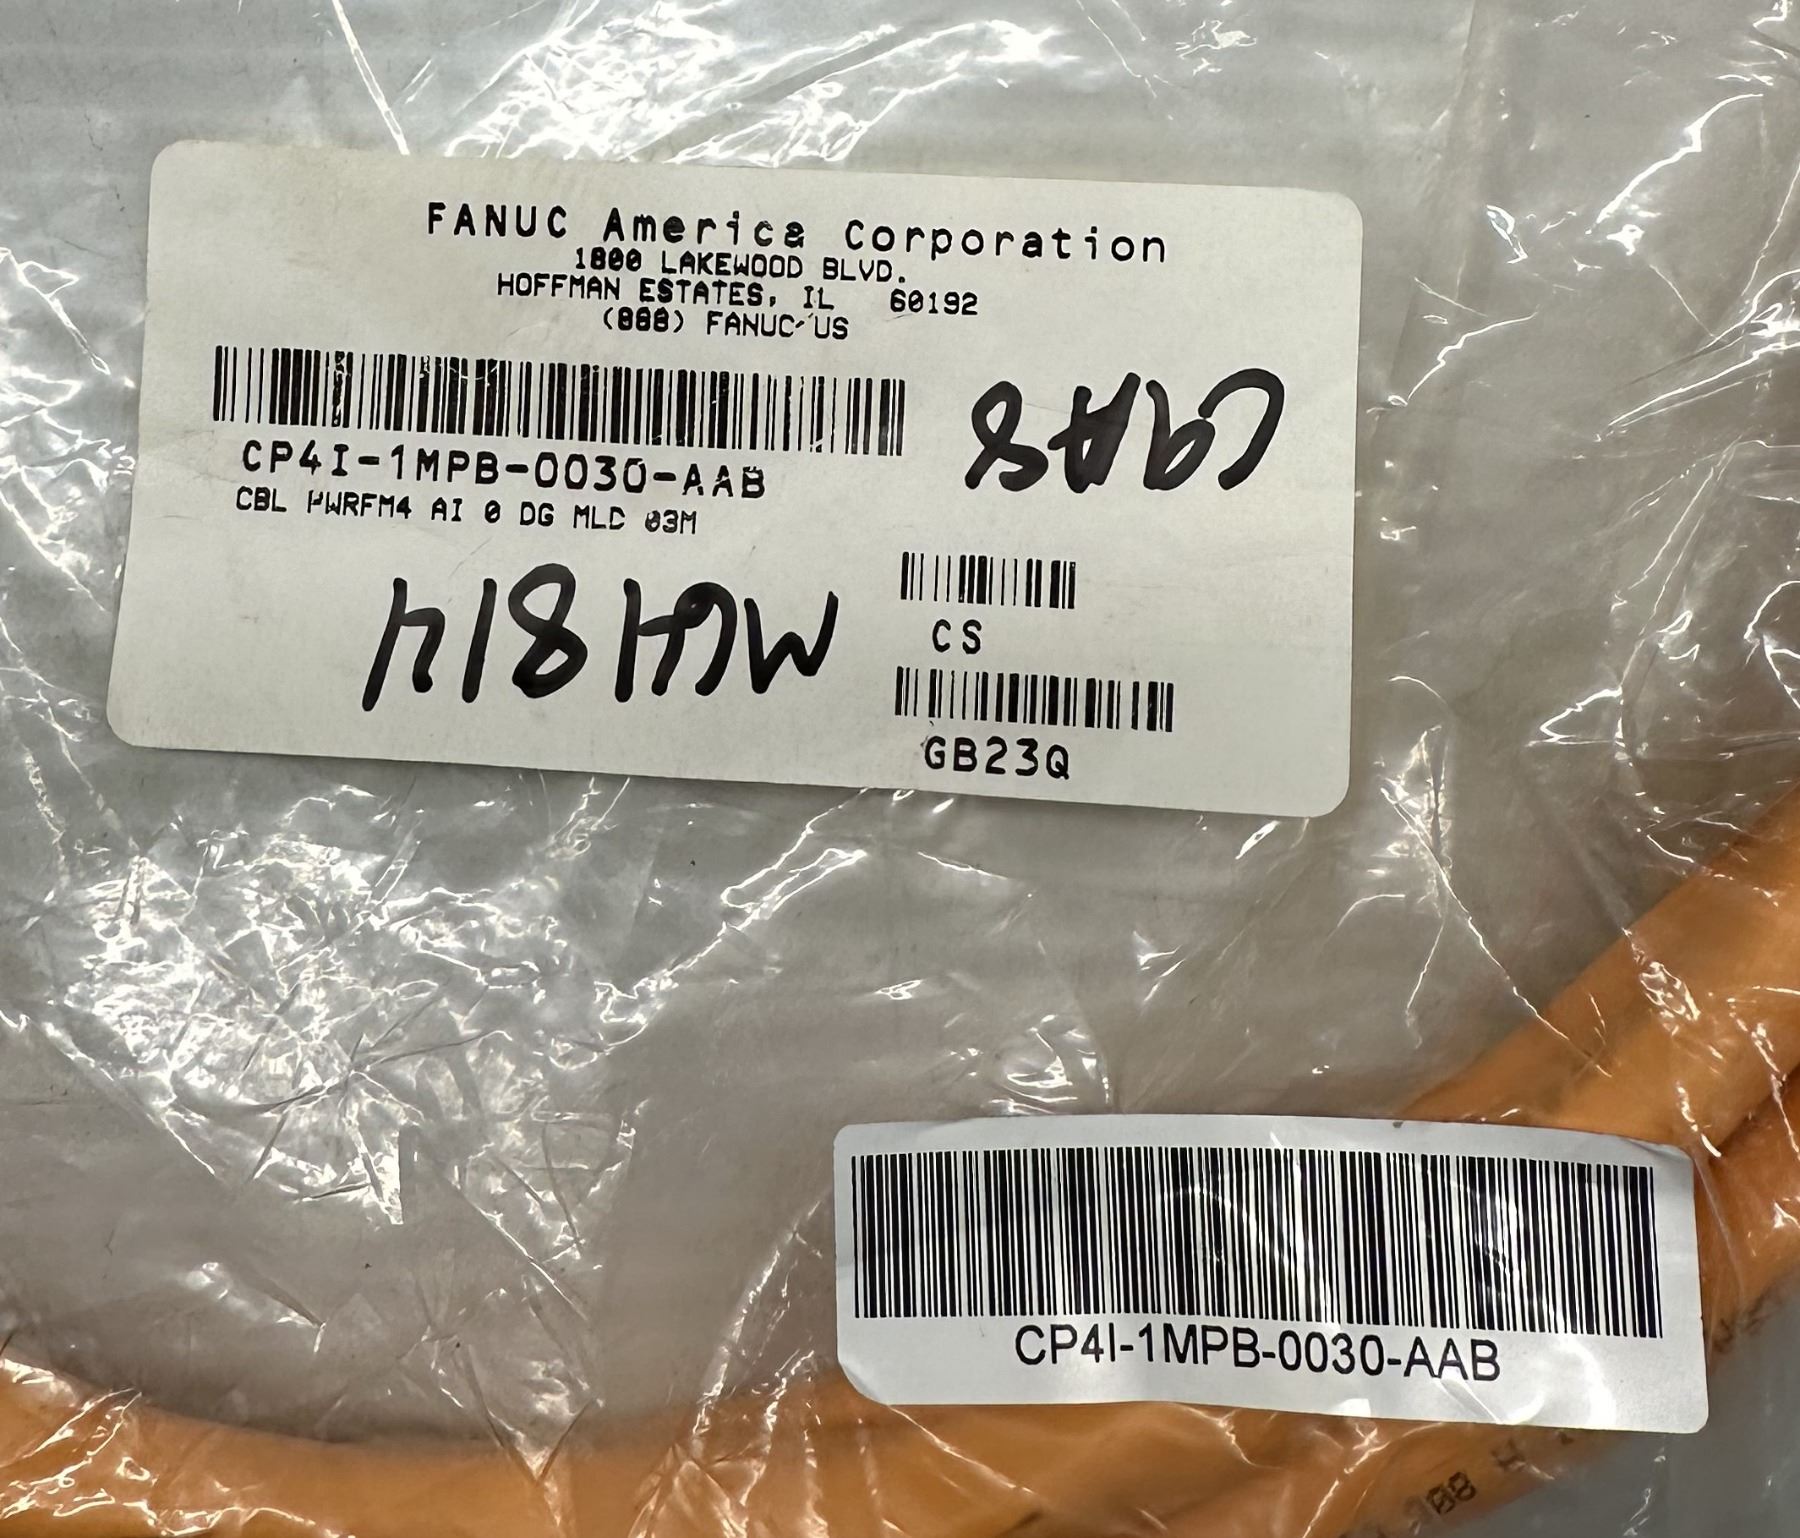 FANUC America Corporation
1800 LAKEWOOD BLVD.
HOFFMAN ESTATES, IL 60192
(888) FANUC-US
CP4I-1MPB-0030-AAB
CBL PWRFM4 AI 0 DG MLD 03M
CS
GB23Q
CP4I-1MPB-0030-AAB